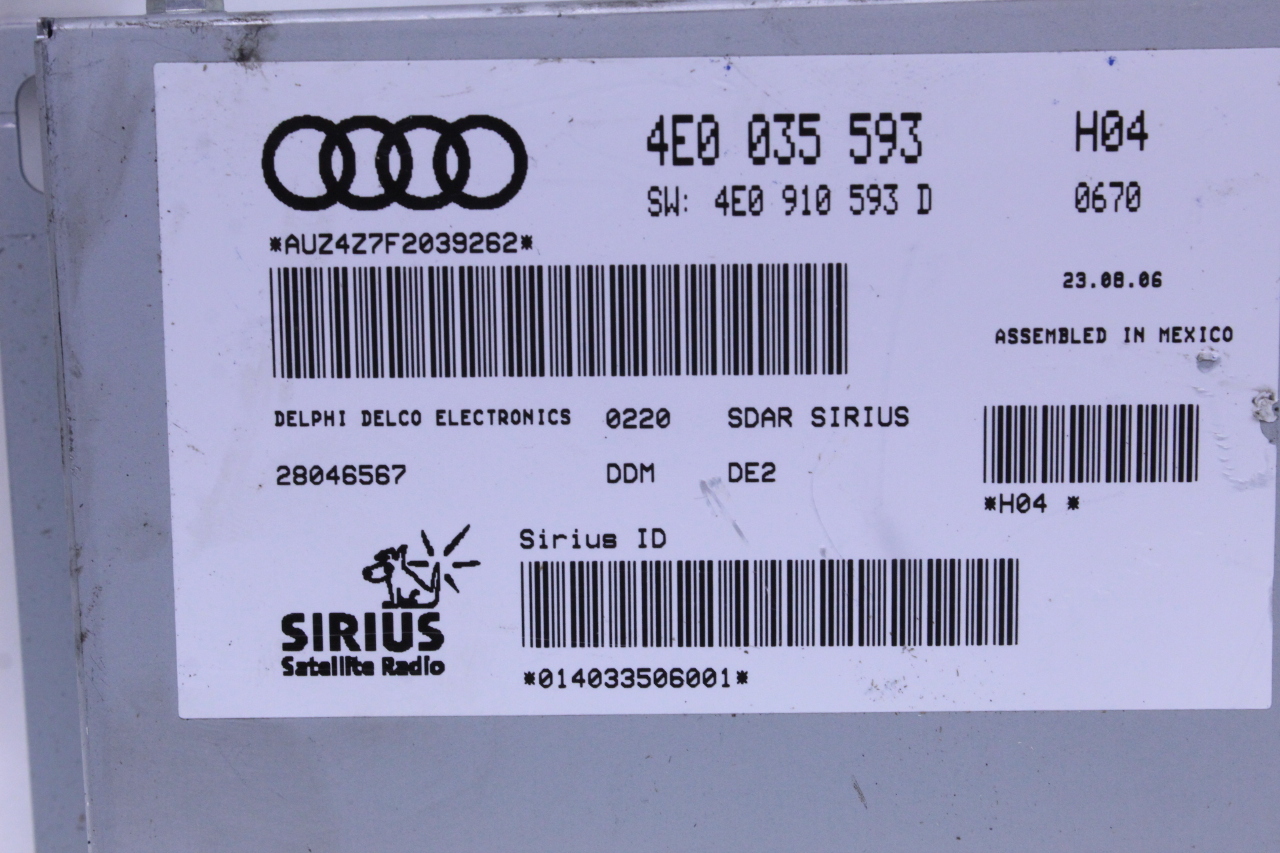 4E0 035 593 H04
SW: 4E0 910 593 D 0670
*AUZ4Z7F2039262*
23.08.06
ASSEMBLED IN MEXICO
DELPHI DELCO ELECTRONICS 0220 SDAR SIRIUS
28046567 DDM DE2
*H04 *
Sirius ID
SIRIUS
Satellite Radio
*014033506001*